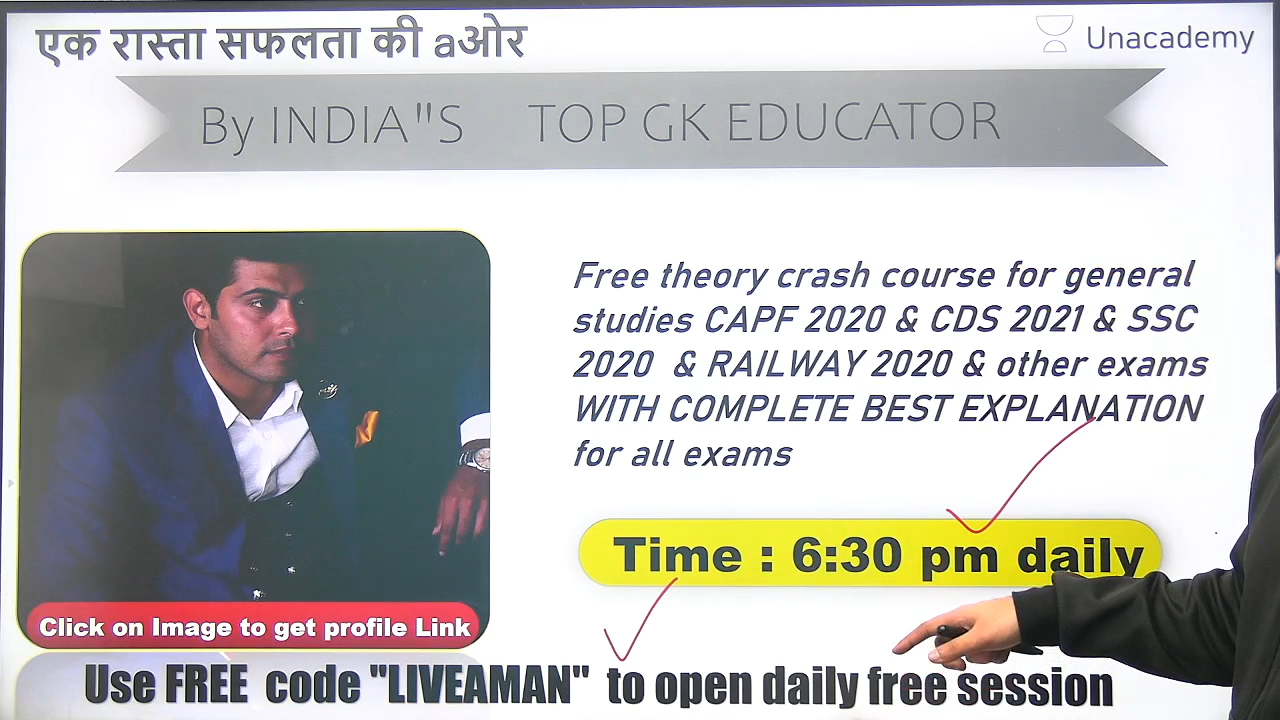 एक रास्ता सफलता की aओर
Unacademy
By INDIA"S TOP GK EDUCATOR
Free theory crash course for general
studies CAPF 2020 & CDS 2021 & SSC
2020 & RAILWAY 2020 & other exams
WITH COMPLETE BEST EXPLANATION
for all exams
Time : 6:30 pm daily
Click on Image to get profile Link
Use FREE code "LIVEAMAN" to open daily free session